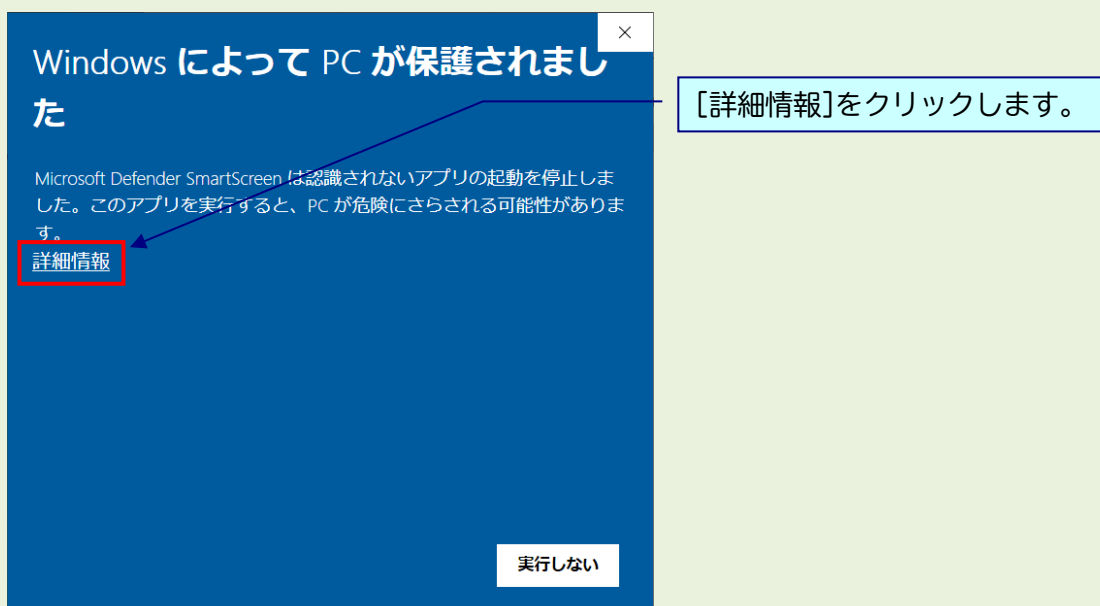 Windows によって PC が保護されまし
た
[詳細情報]をクリックします。
Microsoft Defender SmartScreen は認識されないアプリの起動を停止しま
した。このアプリを実行すると、PC が危険にさらされる可能性がありま
す。
詳細情報
実行しない